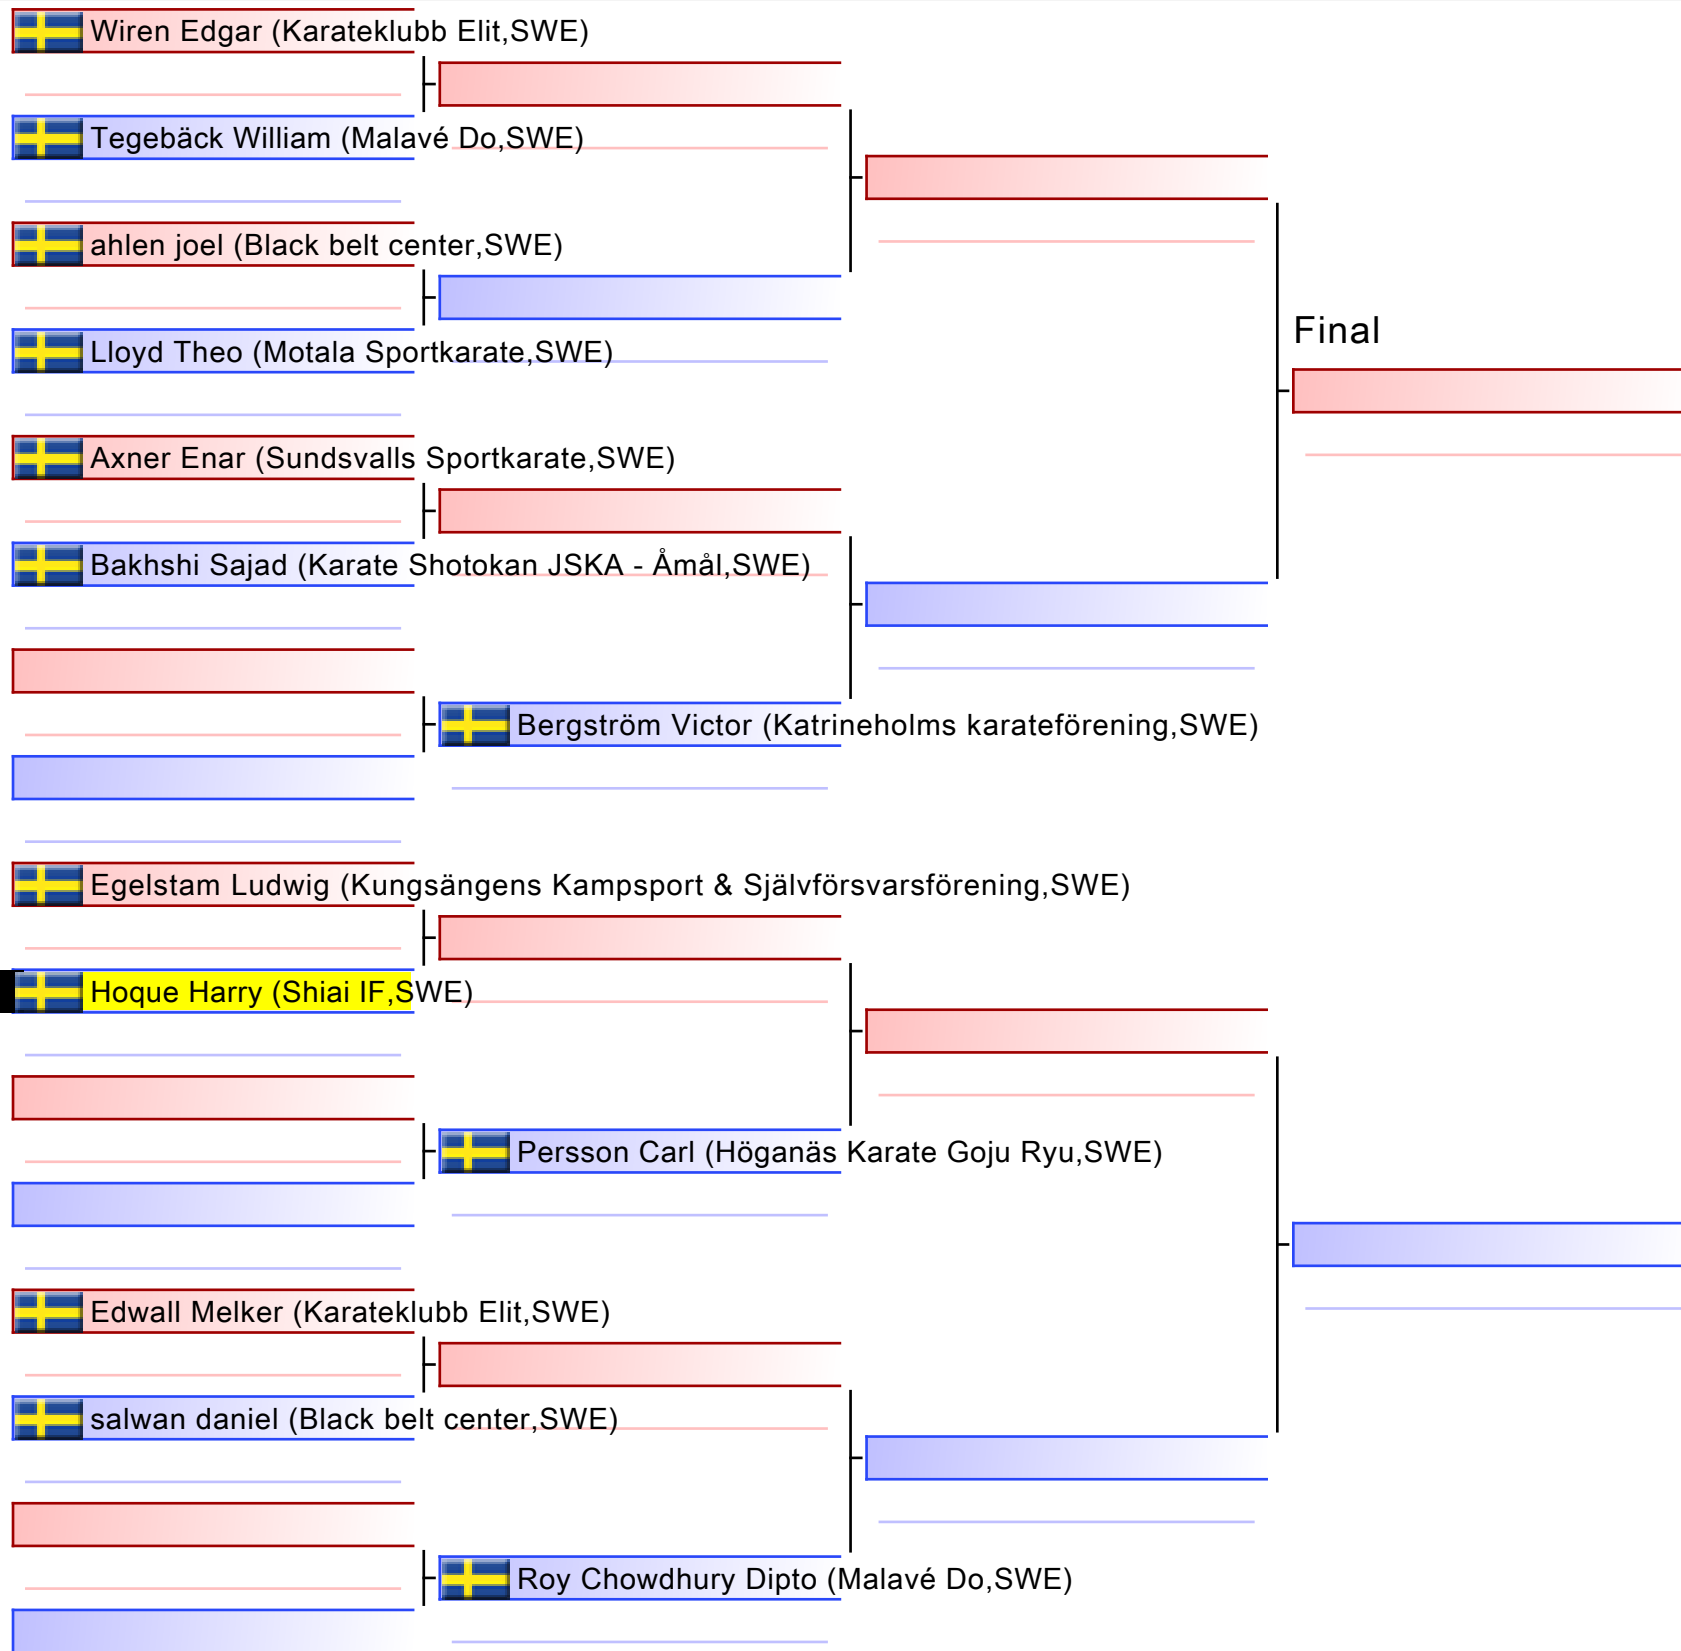 Wiren Edgar (Karateklubb Elit,SWE)
Tegebäck William (Malavé Do,SWE)
ahlen joel (Black belt center,SWE)
Lloyd Theo (Motala Sportkarate,SWE)
Final
Axner Enar (Sundsvalls Sportkarate,SWE)
Bakhshi Sajad (Karate Shotokan JSKA - Åmål,SWE)
Bergström Victor (Katrineholms karateförening,SWE)
Egelstam Ludwig (Kungsängens Kampsport & Självförsvarsförening,SWE)
Hoque Harry (Shiai IF,SWE)
Persson Carl (Höganäs Karate Goju Ryu,SWE)
Edwall Melker (Karateklubb Elit,SWE)
salwan daniel (Black belt center,SWE)
Roy Chowdhury Dipto (Malavé Do,SWE)